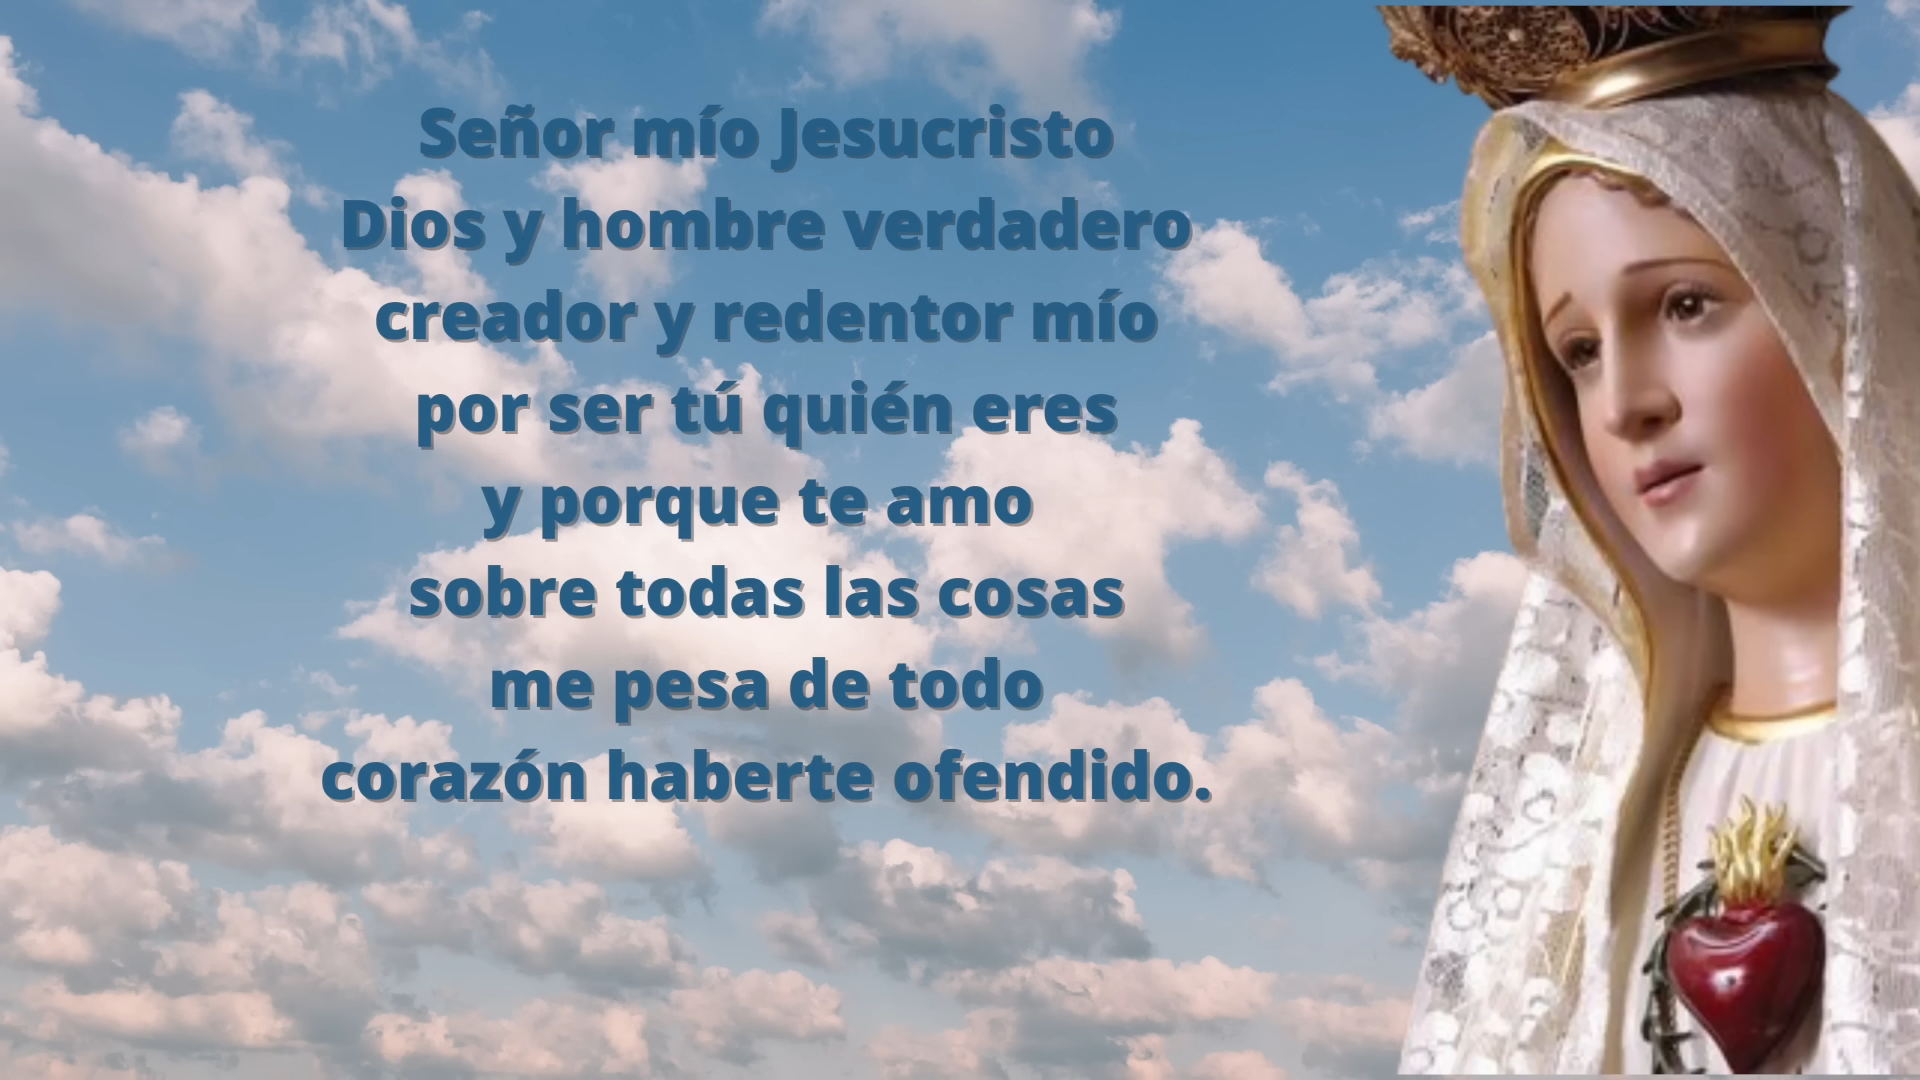 Señor mío Jesucristo
Dios y hombre verdadero
creador y redentor mío
por ser tú quién eres
y porque te amo
sobre todas las cosas
me pesa de todo
corazón haberte ofendido.